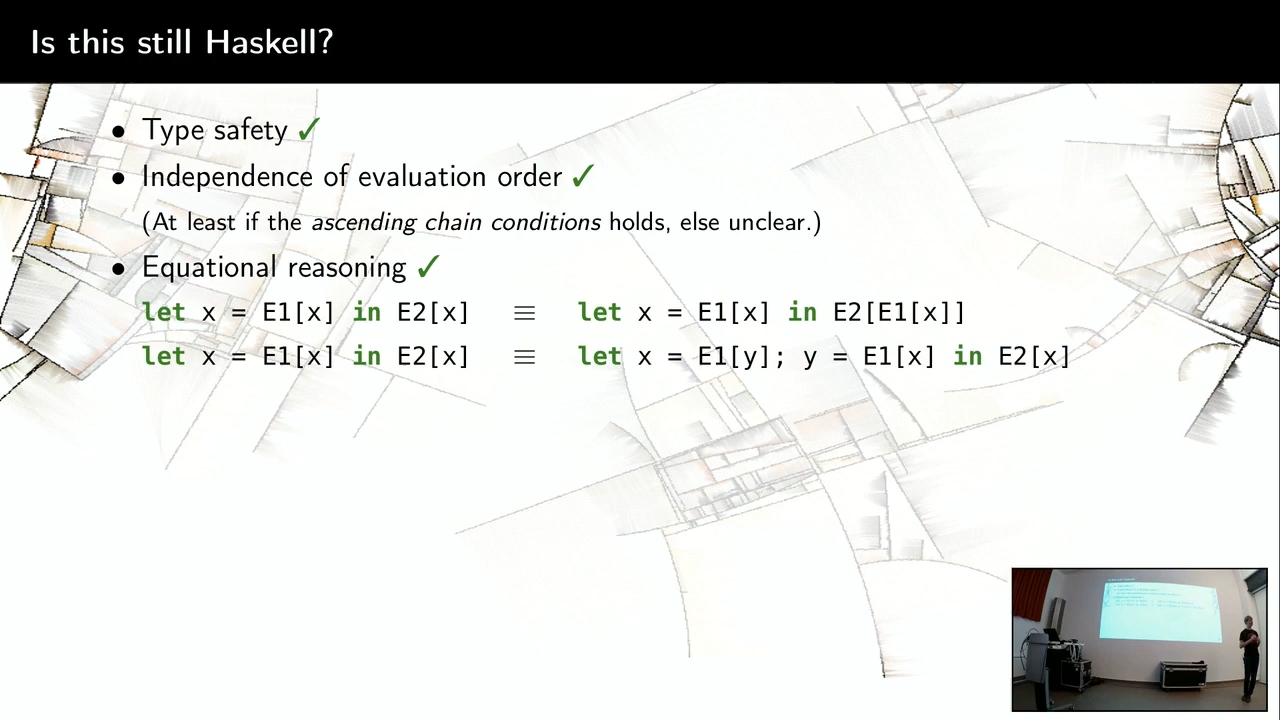 Is this still Haskell?
• Type safety ✓
• Independence of evaluation order ✓
(At least if the ascending chain conditions holds, else unclear.)
• Equational reasoning ✓
let x = E1[x] in E2[x] ≡ let x = E1[x] in E2[E1[x]]
let x = E1[x] in E2[x] ≡ let x = E1[y]; y = E1[x] in E2[x]